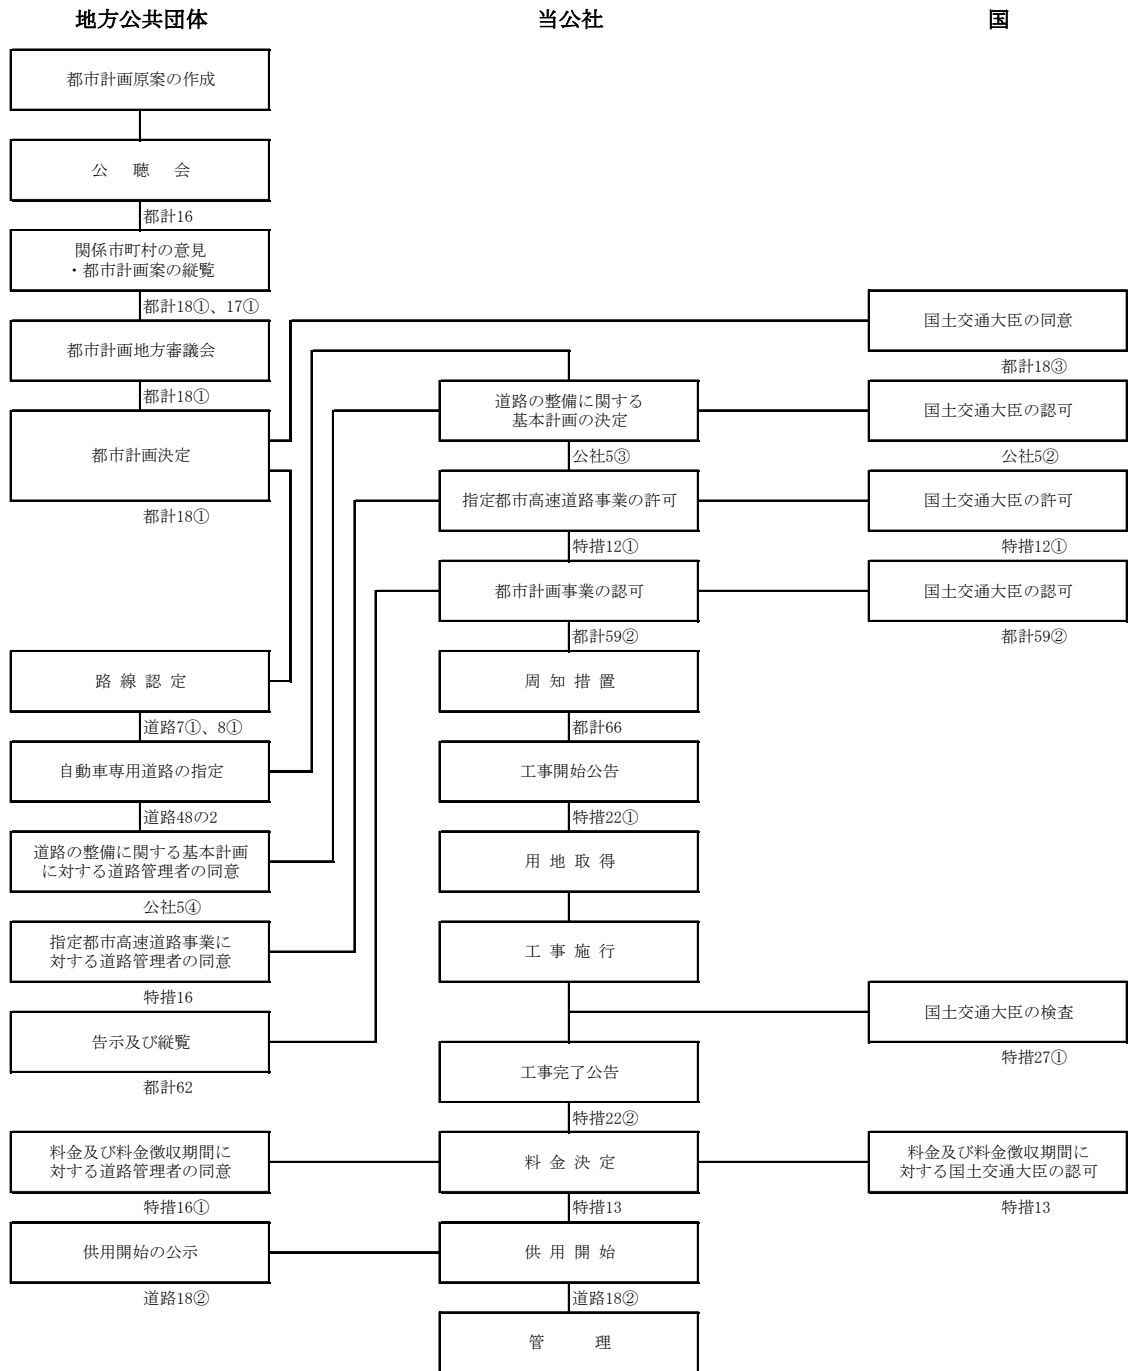 地方公共団体
当公社
国
都市計画原案の作成
公 聴 会
都計16
関係市町村の意見
・都市計画案の縦覧
都計18①、17①
都市計画地方審議会
都計18①
都市計画決定
都計18①
路 線 認 定
道路7①、8①
自動車専用道路の指定
道路48の2
道路の整備に関する基本計画
に対する道路管理者の同意
公社5④
指定都市高速道路事業に
対する道路管理者の同意
特措16
告示及び縦覧
都計62
料金及び料金徴収期間に
対する道路管理者の同意
特措16①
供用開始の公示
道路18②
道路の整備に関する
基本計画の決定
公社5③
指定都市高速道路事業の許可
特措12①
都市計画事業の認可
都計59②
周 知 措 置
都計66
工事開始公告
特措22①
用 地 取 得
工 事 施 行
工事完了公告
特措22②
料 金 決 定
特措13
供 用 開 始
道路18②
管 理
国土交通大臣の同意
都計18③
国土交通大臣の認可
公社5②
国土交通大臣の許可
特措12①
国土交通大臣の認可
都計59②
国土交通大臣の検査
特措27①
料金及び料金徴収期間に
対する国土交通大臣の認可
特措13